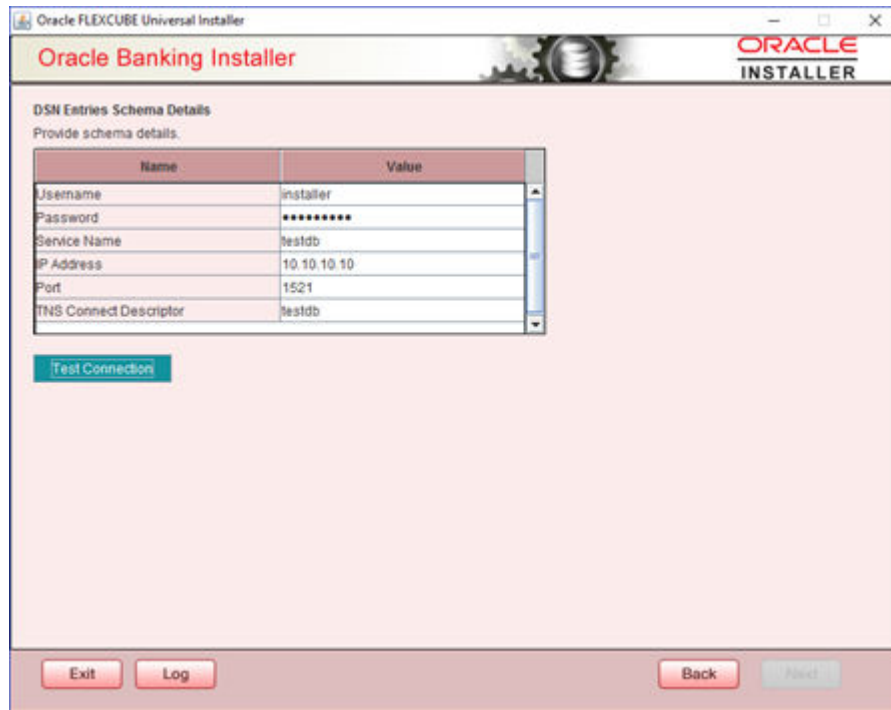 Oracle FLEXCUBE Universal Installer
Oracle Banking Installer
ORACLE
INSTALLER
DSN Entries Schema Details
Provide schema details.
Name Value
Username installer
Password •••••••••
Service Name testdb
IP Address 10.10.10.10
Port 1521
TNS Connect Descriptor testdb
Test Connection
Exit Log Back Next